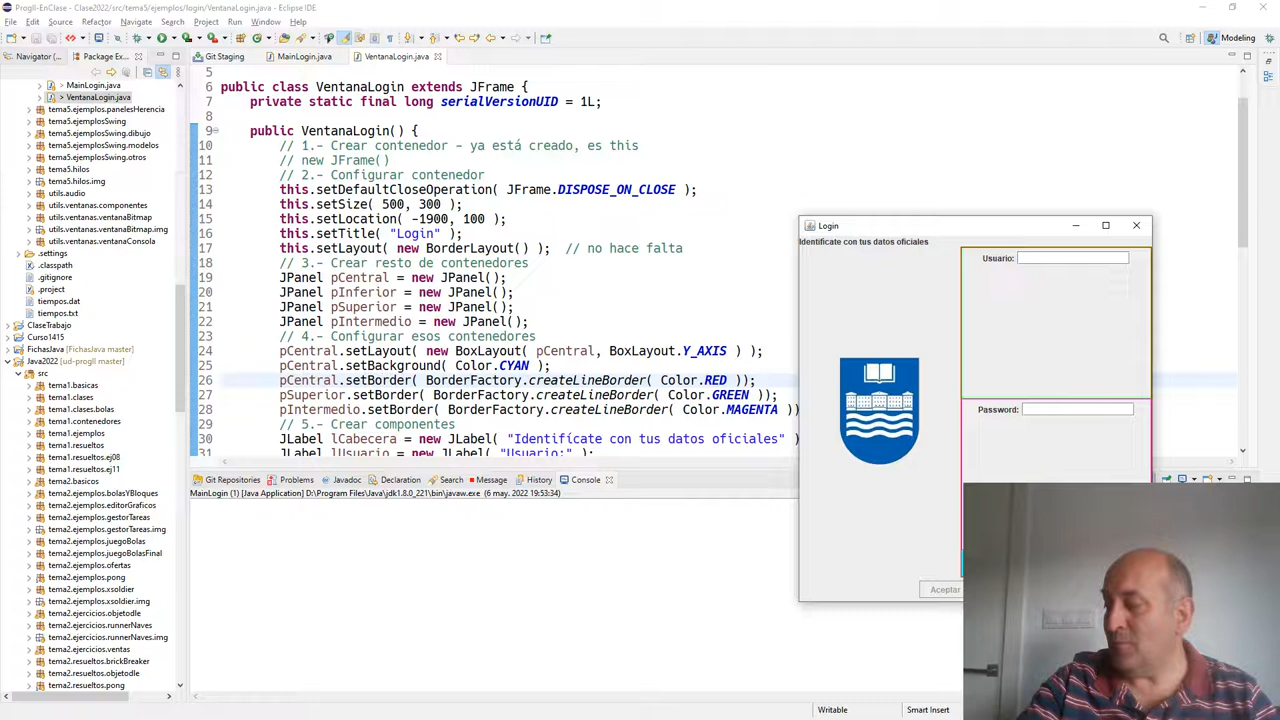 ProgII-EnClase - Clase2022/src/tema5/ejemplos/login/VentanaLogin.java - Eclipse IDE
File Edit Source Refactor Navigate Search Project Run Window Help
Modeling
Navigator (... Package Ex... Git Staging MainLogin.java VentanaLogin.java
> MainLogin.java
> VentanaLogin.java
tema5.ejemplos.panelesHerencia
tema5.ejemplosSwing
tema5.ejemplosSwing.dibujo
tema5.ejemplosSwing.modelos
tema5.ejemplosSwing.otros
tema5.hilos
tema5.hilos.img
utils.audio
utils.ventanas.componentes
utils.ventanas.ventanaBitmap
utils.ventanas.ventanaBitmap.img
utils.ventanas.ventanaConsola
.settings
.classpath
.gitignore
.project
tiempos.dat
tiempos.txt
ClaseTrabajo
Curso1415
FichasJava [FichasJava master]
Java2022 [ud-progII master]
src
tema1.basicas
tema1.clases
tema1.clases.bolas
tema1.contenedores
tema1.ejemplos
tema1.resueltos
tema1.resueltos.ej08
tema1.resueltos.ej11
tema2.basicos
tema2.ejemplos.bolasYBloques
tema2.ejemplos.editorGraficos
tema2.ejemplos.gestorTareas
tema2.ejemplos.gestorTareas.img
tema2.ejemplos.juegoBolas
tema2.ejemplos.juegoBolasFinal
tema2.ejemplos.ofertas
tema2.ejemplos.pong
tema2.ejemplos.xsoldier
tema2.ejemplos.xsoldier.img
tema2.ejercicios.objetodle
tema2.ejercicios.runnerNaves
tema2.ejercicios.runnerNaves.img
tema2.ejercicios.ventas
tema2.resueltos.brickBreaker
tema2.resueltos.objetodle
tema2.resueltos.pong
5
6 public class VentanaLogin extends JFrame {
7 private static final long serialVersionUID = 1L;
8
9 public VentanaLogin() {
10 // 1.- Crear contenedor - ya está creado, es this
11 // new JFrame()
12 // 2.- Configurar contenedor
13 this.setDefaultCloseOperation( JFrame.DISPOSE_ON_CLOSE );
14 this.setSize( 500, 300 );
15 this.setLocation( -1900, 100 );
16 this.setTitle( "Login" );
17 this.setLayout( new BorderLayout() ); // no hace falta
18 // 3.- Crear resto de contenedores
19 JPanel pCentral = new JPanel();
20 JPanel pInferior = new JPanel();
21 JPanel pSuperior = new JPanel();
22 JPanel pIntermedio = new JPanel();
23 // 4.- Configurar esos contenedores
24 pCentral.setLayout( new BoxLayout( pCentral, BoxLayout.Y_AXIS ) );
25 pCentral.setBackground( Color.CYAN );
26 pCentral.setBorder( BorderFactory.createLineBorder( Color.RED ));
27 pSuperior.setBorder( BorderFactory.createLineBorder( Color.GREEN ));
28 pIntermedio.setBorder( BorderFactory.createLineBorder( Color.MAGENTA ))
29 // 5.- Crear componentes
30 JLabel lCabecera = new JLabel( "Identifícate con tus datos oficiales" )
31 JLabel lUsuario = new JLabel( "Usuario:" );
Git Repositories Problems Javadoc Declaration Search Message History Console
MainLogin (1) [Java Application] D:\Program Files\Java\jdk1.8.0_221\bin\javaw.exe (6 may. 2022 19:53:34)
Login
Identifícate con tus datos oficiales
Usuario:
Password:
Aceptar
Writable Smart Insert